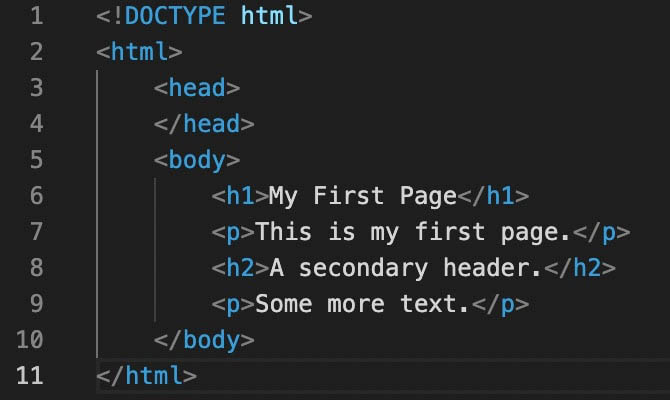 1 <!DOCTYPE html>
2 <html>
3     <head>
4     </head>
5     <body>
6         <h1>My First Page</h1>
7         <p>This is my first page.</p>
8         <h2>A secondary header.</h2>
9         <p>Some more text.</p>
10     </body>
11 </html>